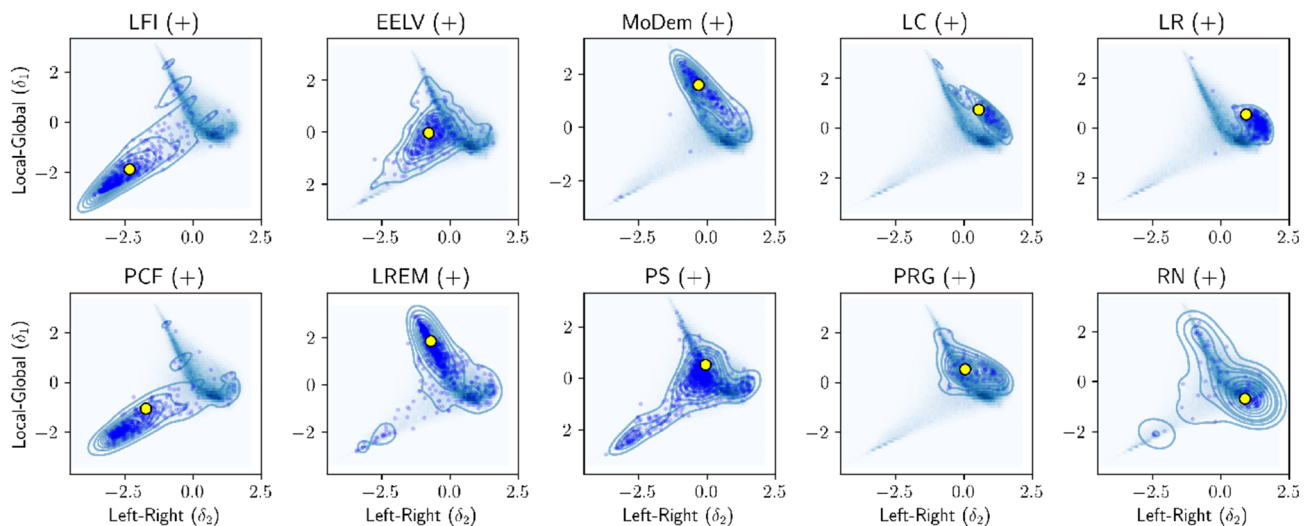 LFI (+) EELV (+) MoDem (+) LC (+) LR (+)
Local-Global (δ1)
2 2 2 2 2
0 0 0 0 0
−2 2 −2 2 2
−2.5 0.0 2.5 −2.5 0.0 2.5 −2.5 0.0 2.5 −2.5 0.0 2.5 −2.5 0.0 2.5
PCF (+) LREM (+) PS (+) PRG (+) RN (+)
Local-Global (δ1)
2 2 2 2 2
0 0 0 0 0
−2 −2 2 2 −2
−2.5 0.0 2.5 −2.5 0.0 2.5 −2.5 0.0 2.5 −2.5 0.0 2.5 −2.5 0.0 2.5
Left-Right (δ2) Left-Right (δ2) Left-Right (δ2) Left-Right (δ2) Left-Right (δ2)